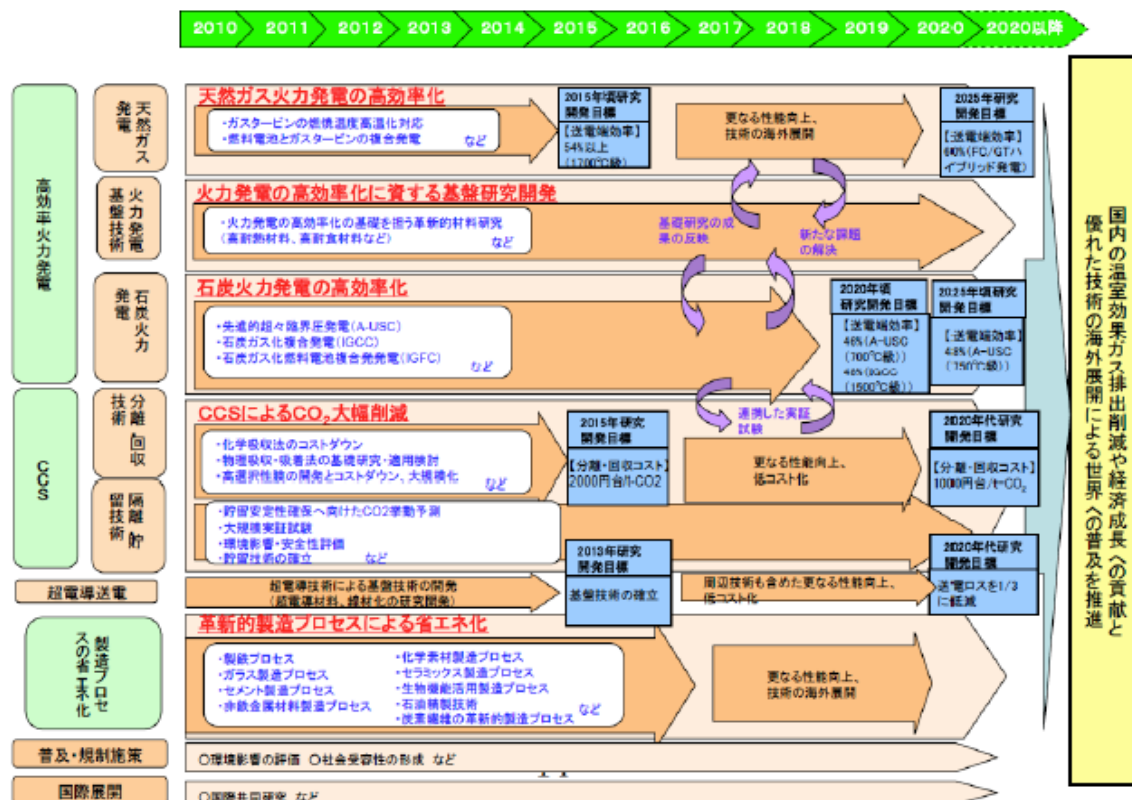 2010
2011
2012
2013
2014
2015
2016
2017
2018
2019
2020
2020以降
高効率・火力発電
天然ガス
発電
天然ガス火力発電の高効率化
・ガスタービンの燃焼温度高温化対応
・燃料電池とガスタービンの複合発電
など
2015年頃研究
開発目標
【送電端効率】
54%以上
(1700℃級)
更なる性能向上、
技術の海外展開
2025年研究
開発目標
【送電端効率】
60%(FC/GTハ
イブリッド発電)
火力発電
基盤技術
火力発電の高効率化に資する基盤研究開発
・火力発電の高効率化の基礎を担う革新的材料研究
(高耐熱材料、高耐食材料など)
など
基礎研究の成
果の反映
新たな課題
の解決
石炭火力
発電
石炭火力発電の高効率化
・先進的超々臨界圧発電(A-USC)
・石炭ガス化複合発電(IGCC)
・石炭ガス化燃料電池複合発発電(IGFC)
など
2020年頃
研究開発目標
【送電端効率】
46%(A-USC
(700℃級))
46%(IGCC
(1500℃級))
2025年頃研究
開発目標
【送電端効率】
48%(A-USC
(750℃級))
連携した実証
試験
CCS
分離・回収
技術
CCSによるCO2大幅削減
・化学吸収法のコストダウン
・物理吸収・吸着法の基礎研究・適用検討
・高選択性膜の開発とコストダウン、大規模化
など
2015年研究
開発目標
【分離・回収コスト】
2000円台/t-CO2
更なる性能向上、
低コスト化
2020年代研究
開発目標
【分離・回収コスト】
1000円台/t-CO2
隔離・貯
留技術
・貯留安定性確保へ向けたCO2挙動予測
・大規模実証試験
・環境影響・安全性評価
・貯留技術の確立
など
超電導送電
超電導技術による基盤技術の開発
(超電導材料、線材化の研究開発)
2013年研究
開発目標
基盤技術の確立
周辺技術も含めた更なる性能向上、
低コスト化
2020年代研究
開発目標
送電ロスを1/3
に低減
製造プロセ
スの省エネ化
革新的製造プロセスによる省エネ化
・製鉄プロセス
・ガラス製造プロセス
・セメント製造プロセス
・非鉄金属材料製造プロセス
・化学素材製造プロセス
・セラミックス製造プロセス
・生物機能活用製造プロセス
・石油精製技術
・炭素繊維の革新的製造プロセス
など
更なる性能向上、
技術の海外展開
普及・規制施策
○環境影響の評価 ○社会受容性の形成 など
国際展開
○国際共同研究 など
国内の温室効果ガス排出削減や経済成長への貢献と
優れた技術の海外展開による世界への普及を推進